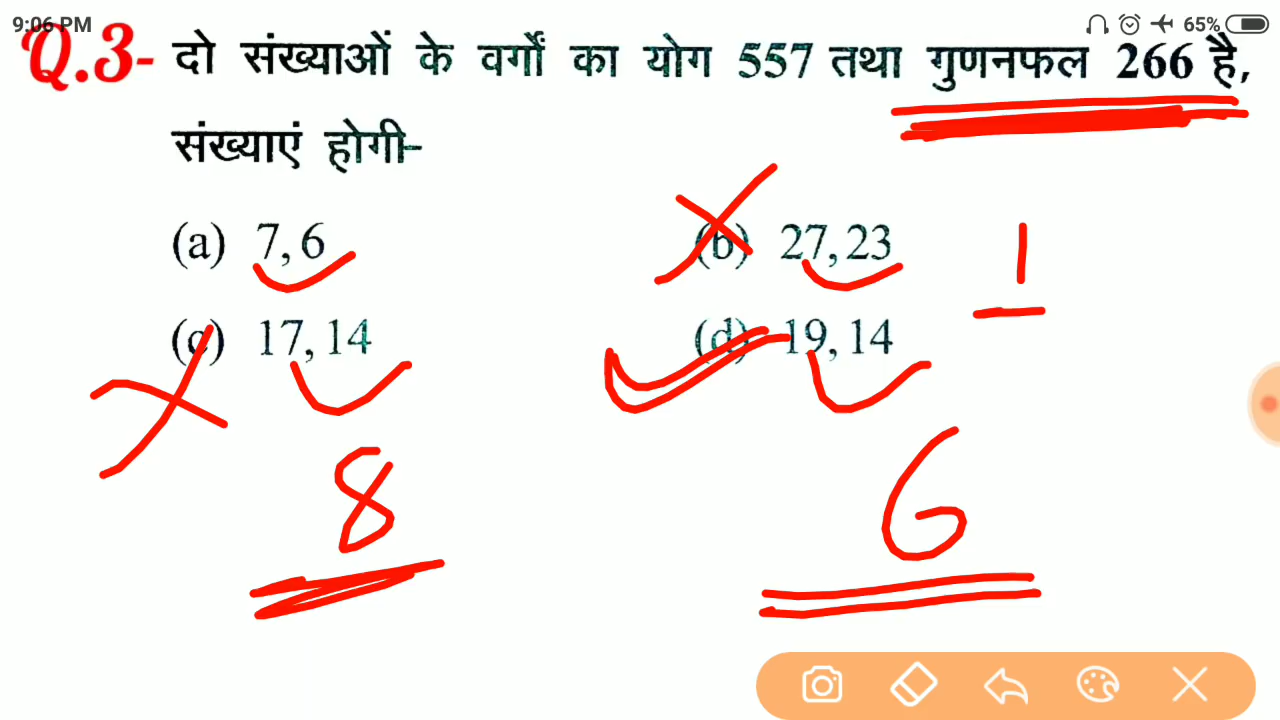 9:06 PM 65%
Q.3- दो संख्याओं के वर्गों का योग 557 तथा गुणनफल 266 है,
संख्याएं होगी-
(a) 7, 6 (b) 27, 23 1
(c) 17, 14 (d) 19, 14
8 6